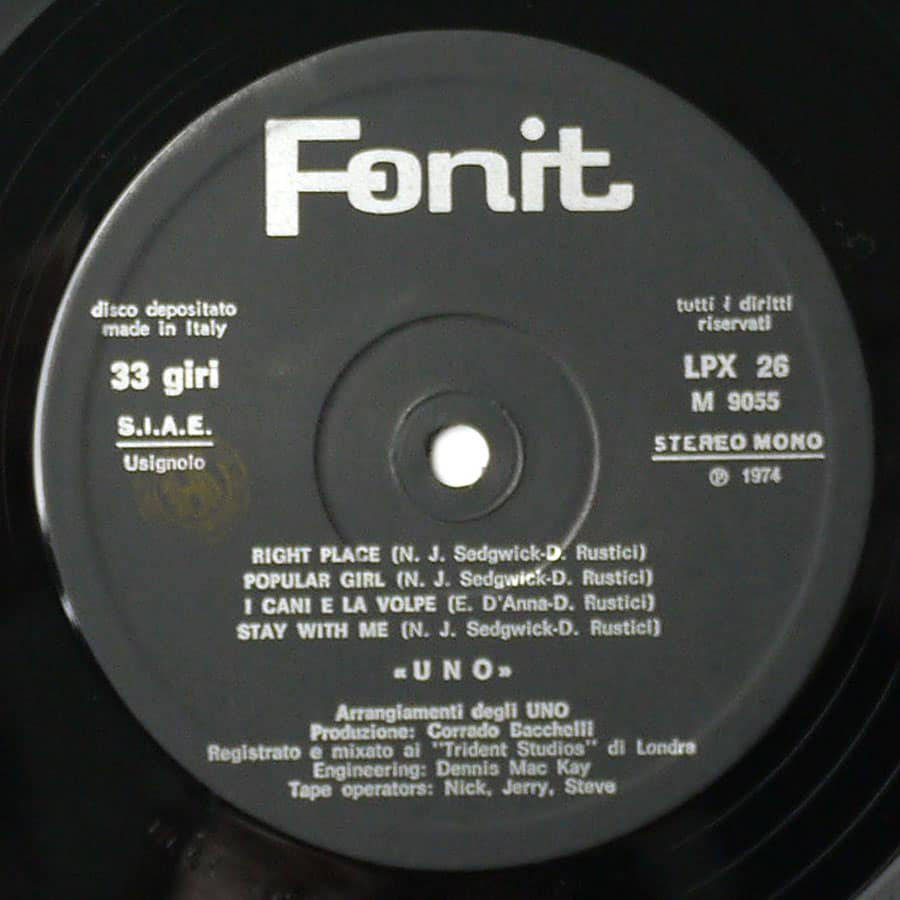 Fonit
disco depositato
made in Italy
33 giri
S.I.A.E.
Usignolo
tutti i diritti
riservati
LPX 26
M 9055
STEREO MONO
℗ 1974
RIGHT PLACE (N. J. Sedgwick-D. Rustici)
POPULAR GIRL (N. J. Sedgwick-D. Rustici)
I CANI E LA VOLPE (E. D'Anna-D. Rustici)
STAY WITH ME (N. J. Sedgwick-D. Rustici)
«UNO»
Arrangiamenti degli UNO
Produzione: Corrado Bacchelli
Registrato e mixato ai "Trident Studios" di Londra
Engineering: Dennis Mac Kay
Tape operators: Nick, Jerry, Steve